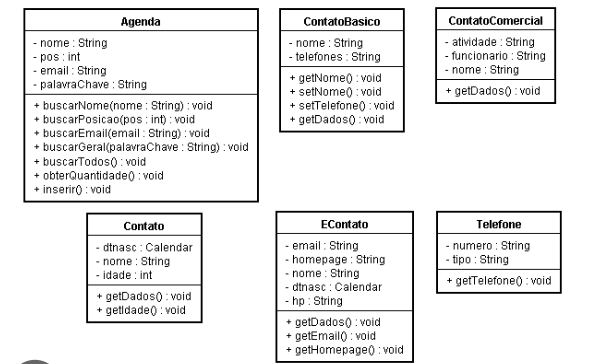 Agenda
- nome : String
- pos : int
- email : String
- palavraChave : String
+ buscarNome(nome : String) : void
+ buscarPosicao(pos : int) : void
+ buscarEmail(email : String) : void
+ buscarGeral(palavraChave : String) : void
+ buscarTodos() : void
+ obterQuantidade() : void
+ inserir() : void
ContatoBasico
- nome : String
- telefones : String
+ getNome() : void
+ setNome() : void
+ setTelefone() : void
+ getDados() : void
ContatoComercial
- atividade : String
- funcionario : String
- nome : String
+ getDados() : void
Contato
- dtnasc : Calendar
- nome : String
- idade : int
+ getDados() : void
+ getIdade() : void
EContato
- email : String
- homepage : String
- nome : String
- dtnasc : Calendar
- hp : String
+ getDados() : void
+ getEmail() : void
+ getHomepage() : void
Telefone
- numero : String
- tipo : String
+ getTelefone() : void